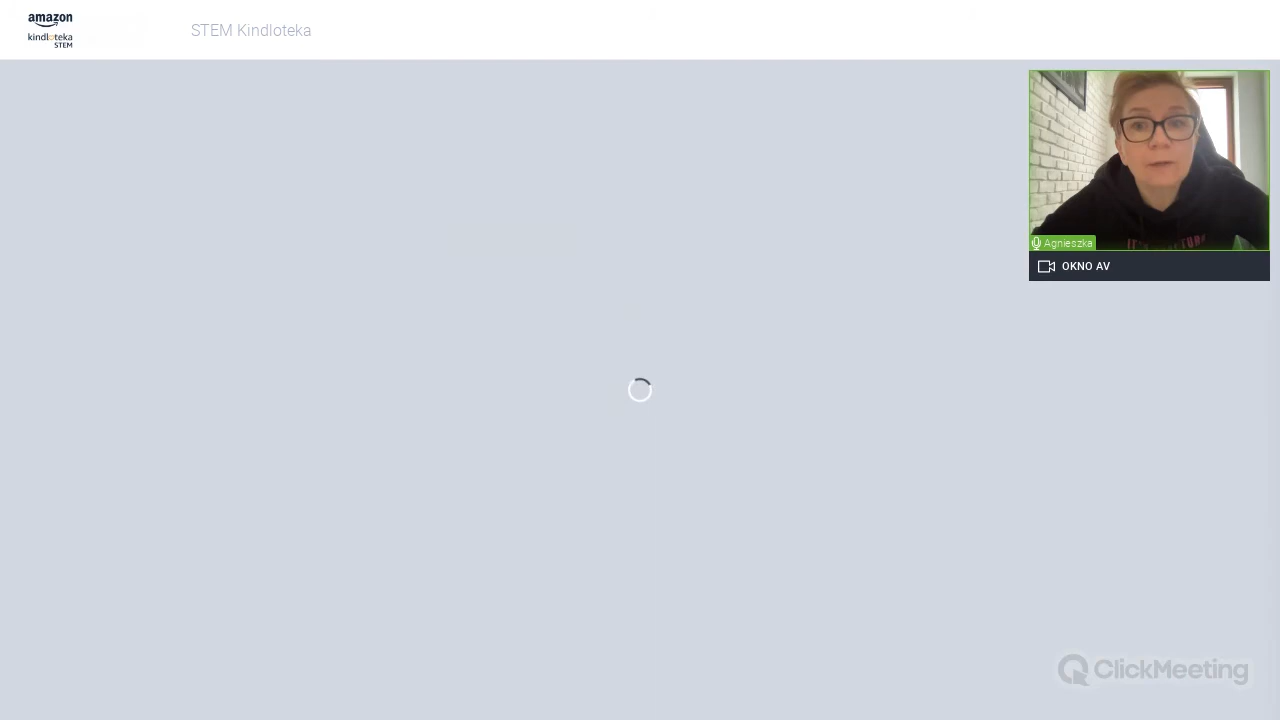 amazon
kindloteka
STEM
STEM Kindloteka
Agnieszka
OKNO AV
ClickMeeting